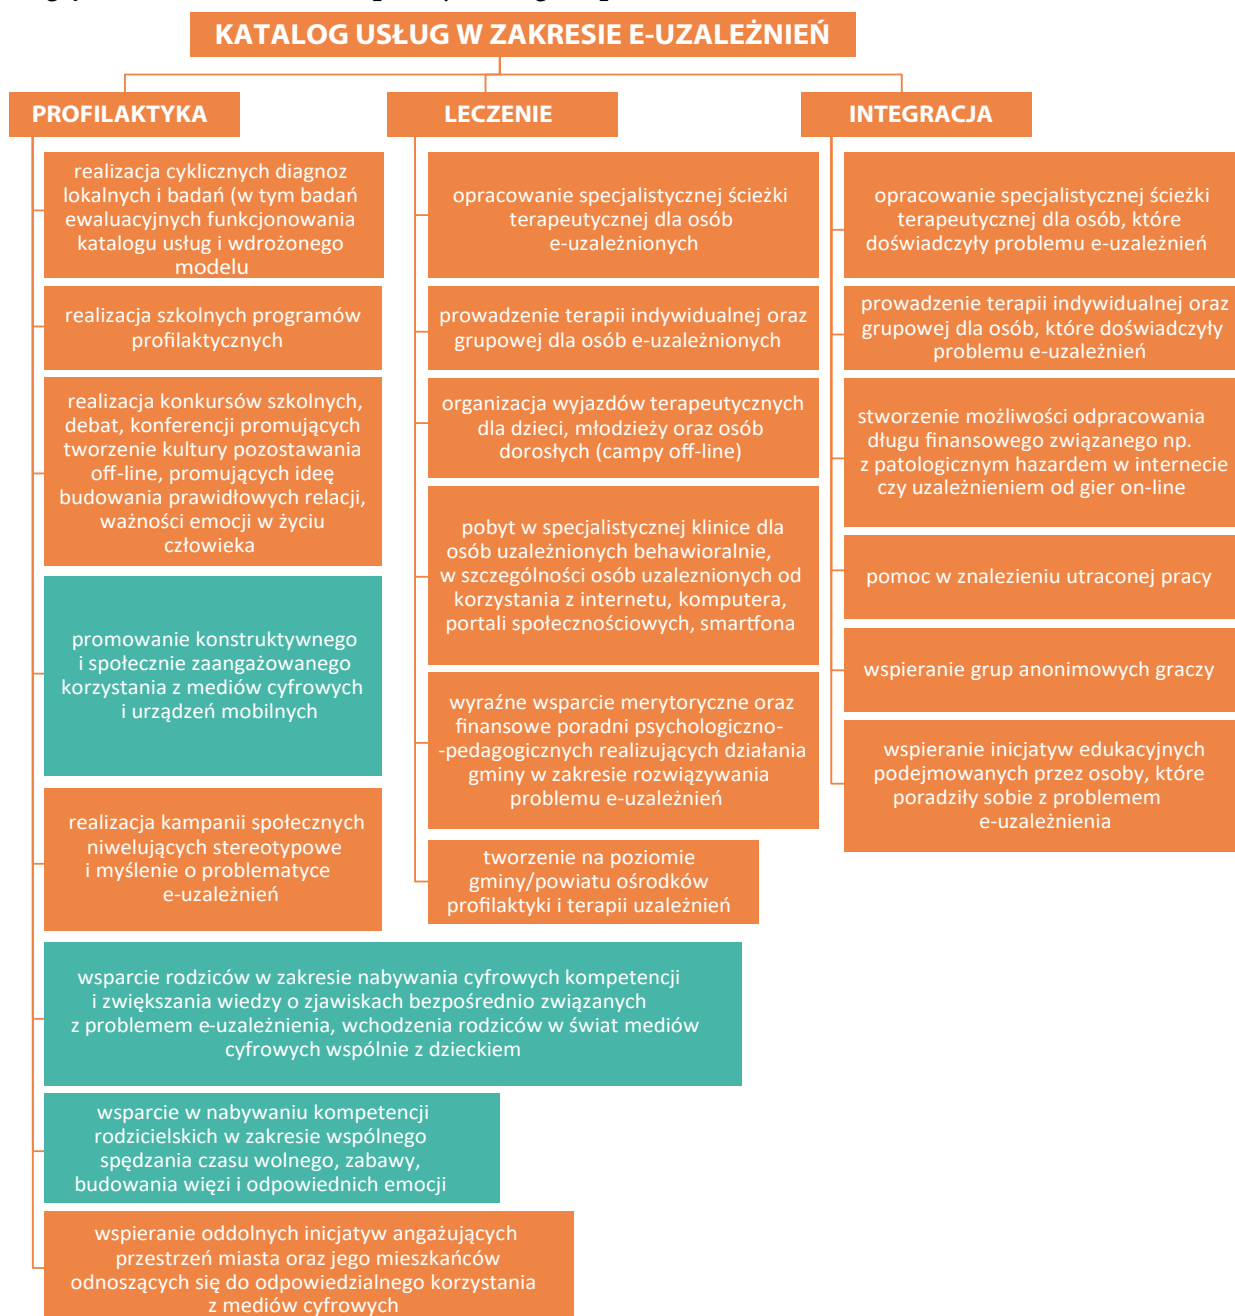 KATALOG USŁUG W ZAKRESIE E-UZALEŻNIEŃ
PROFILAKTYKA
realizacja cyklicznych diagnoz
lokalnych i badań (w tym badań
ewaluacyjnych funkcjonowania
katalogu usług i wdrożonego
modelu
realizacja szkolnych programów
profilaktycznych
realizacja konkursów szkolnych,
debat, konferencji promujących
tworzenie kultury pozostawania
off-line, promujących ideę
budowania prawidłowych relacji,
ważności emocji w życiu
człowieka
promowanie konstruktywnego
i społecznie zaangażowanego
korzystania z mediów cyfrowych
i urządzeń mobilnych
realizacja kampanii społecznych
niwelujących stereotypowe
i myślenie o problematyce
e-uzależnień
wsparcie rodziców w zakresie nabywania cyfrowych kompetencji
i zwiększania wiedzy o zjawiskach bezpośrednio związanych
z problemem e-uzależnienia, wchodzenia rodziców w świat mediów
cyfrowych wspólnie z dzieckiem
wsparcie w nabywaniu kompetencji
rodzicielskich w zakresie wspólnego
spędzania czasu wolnego, zabawy,
budowania więzi i odpowiednich emocji
wspieranie oddolnych inicjatyw angażujących
przestrzeń miasta oraz jego mieszkańców
odnoszących się do odpowiedzialnego korzystania
z mediów cyfrowych
LECZENIE
opracowanie specjalistycznej ścieżki
terapeutycznej dla osób
e-uzależnionych
prowadzenie terapii indywidualnej oraz
grupowej dla osób e-uzależnionych
organizacja wyjazdów terapeutycznych
dla dzieci, młodzieży oraz osób
dorosłych (campy off-line)
pobyt w specjalistycznej klinice dla
osób uzależnionych behawioralnie,
w szczególności osób uzaleznionych od
korzystania z internetu, komputera,
portali społecznościowych, smartfona
wyraźne wsparcie merytoryczne oraz
finansowe poradni psychologiczno-
-pedagogicznych realizujących działania
gminy w zakresie rozwiązywania
problemu e-uzależnień
tworzenie na poziomie
gminy/powiatu ośrodków
profilaktyki i terapii uzależnień
INTEGRACJA
opracowanie specjalistycznej ścieżki
terapeutycznej dla osób, które
doświadczyły problemu e-uzależnień
prowadzenie terapii indywidualnej oraz
grupowej dla osób, które doświadczyły
problemu e-uzależnień
stworzenie możliwości odpracowania
długu finansowego związanego np.
z patologicznym hazardem w internecie
czy uzależnieniem od gier on-line
pomoc w znalezieniu utraconej pracy
wspieranie grup anonimowych graczy
wspieranie inicjatyw edukacyjnych
podejmowanych przez osoby, które
poradziły sobie z problemem
e-uzależnienia